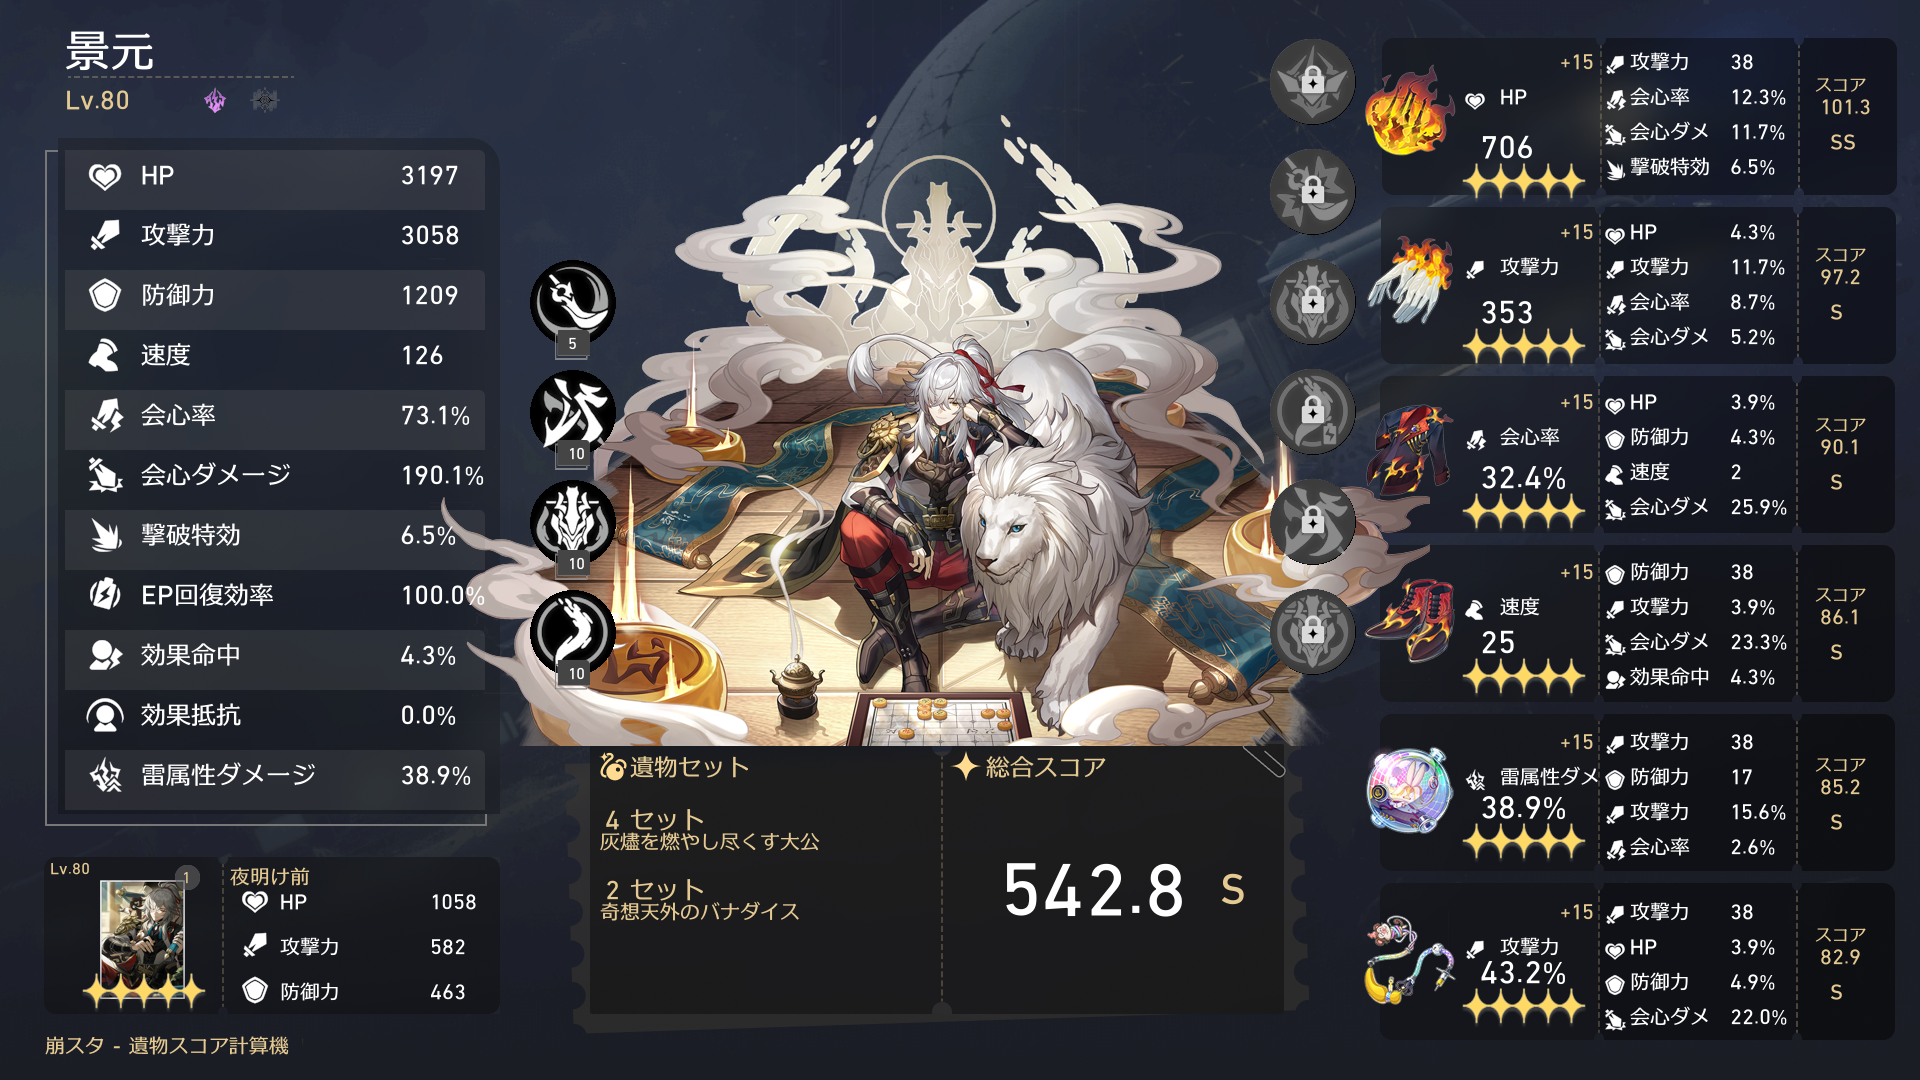 景元
Lv.80
HP 3197
攻撃力 3058
防御力 1209
速度 126
会心率 73.1%
会心ダメージ 190.1%
撃破特効 6.5%
EP回復効率 100.0%
効果命中 4.3%
効果抵抗 0.0%
雷属性ダメージ 38.9%
Lv.80
1
夜明け前
HP 1058
攻撃力 582
防御力 463
崩スタ - 遺物スコア計算機
5
10
10
10
遺物セット
4 セット
灰燼を燃やし尽くす大公
2 セット
奇想天外のバナダイス
総合スコア
542.8 S
+15
HP
706
攻撃力 38
会心率 12.3%
会心ダメ 11.7%
撃破特効 6.5%
スコア
101.3
SS
+15
攻撃力
353
HP 4.3%
攻撃力 11.7%
会心率 8.7%
会心ダメ 5.2%
スコア
97.2
S
+15
会心率
32.4%
HP 3.9%
防御力 4.3%
速度 2
会心ダメ 25.9%
スコア
90.1
S
+15
速度
25
防御力 38
攻撃力 3.9%
会心ダメ 23.3%
効果命中 4.3%
スコア
86.1
S
+15
雷属性ダメ
38.9%
攻撃力 38
防御力 17
攻撃力 15.6%
会心率 2.6%
スコア
85.2
S
+15
攻撃力
43.2%
攻撃力 38
HP 3.9%
防御力 4.9%
会心ダメ 22.0%
スコア
82.9
S